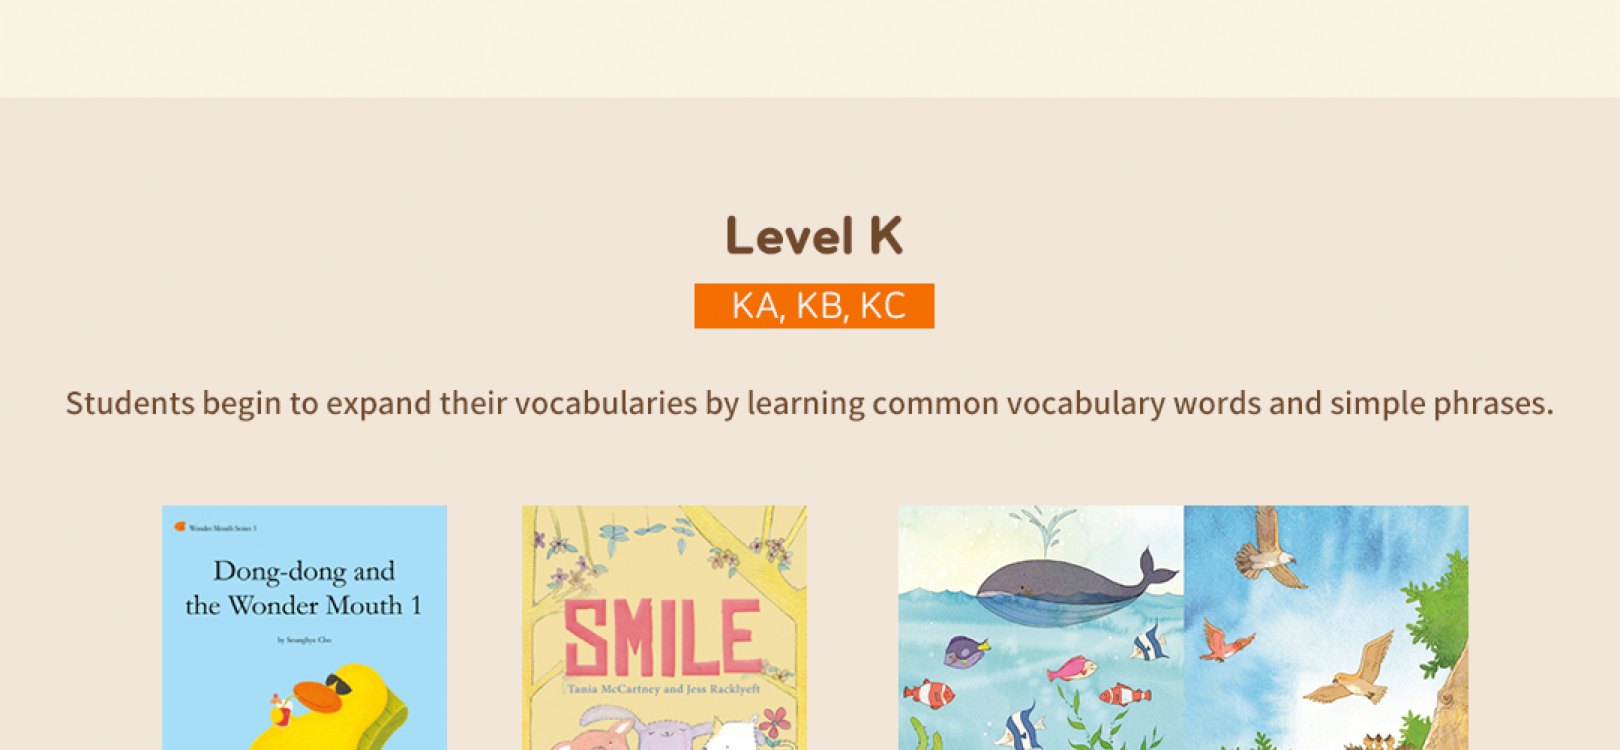 Level K
KA, KB, KC
Students begin to expand their vocabularies by learning common vocabulary words and simple phrases.
Wonder Mouth Series 1
Dong-dong and
the Wonder Mouth 1
by Seunghye Cho
SMILE
Tania McCartney and Jess Racklyeft